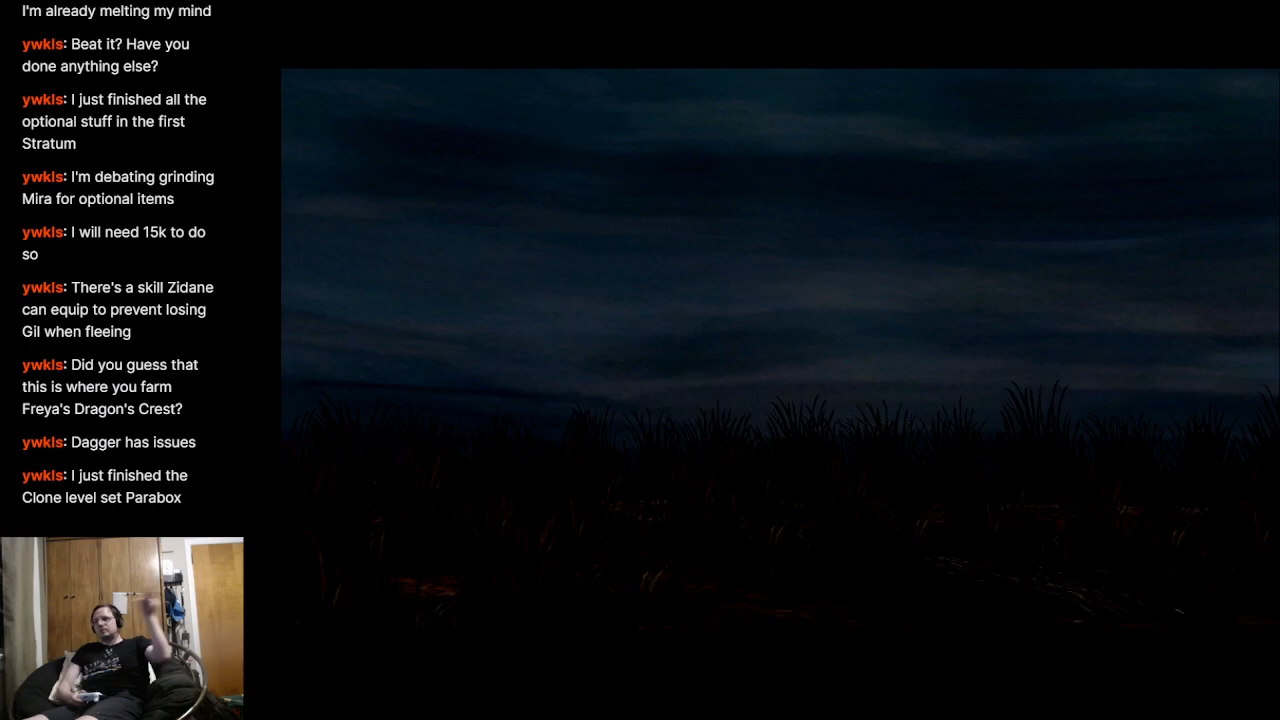 I'm already melting my mind
ywkls: Beat it? Have you
done anything else?
ywkls: I just finished all the
optional stuff in the first
Stratum
ywkls: I'm debating grinding
Mira for optional items
ywkls: I will need 15k to do
so
ywkls: There's a skill Zidane
can equip to prevent losing
Gil when fleeing
ywkls: Did you guess that
this is where you farm
Freya's Dragon's Crest?
ywkls: Dagger has issues
ywkls: I just finished the
Clone level set Parabox